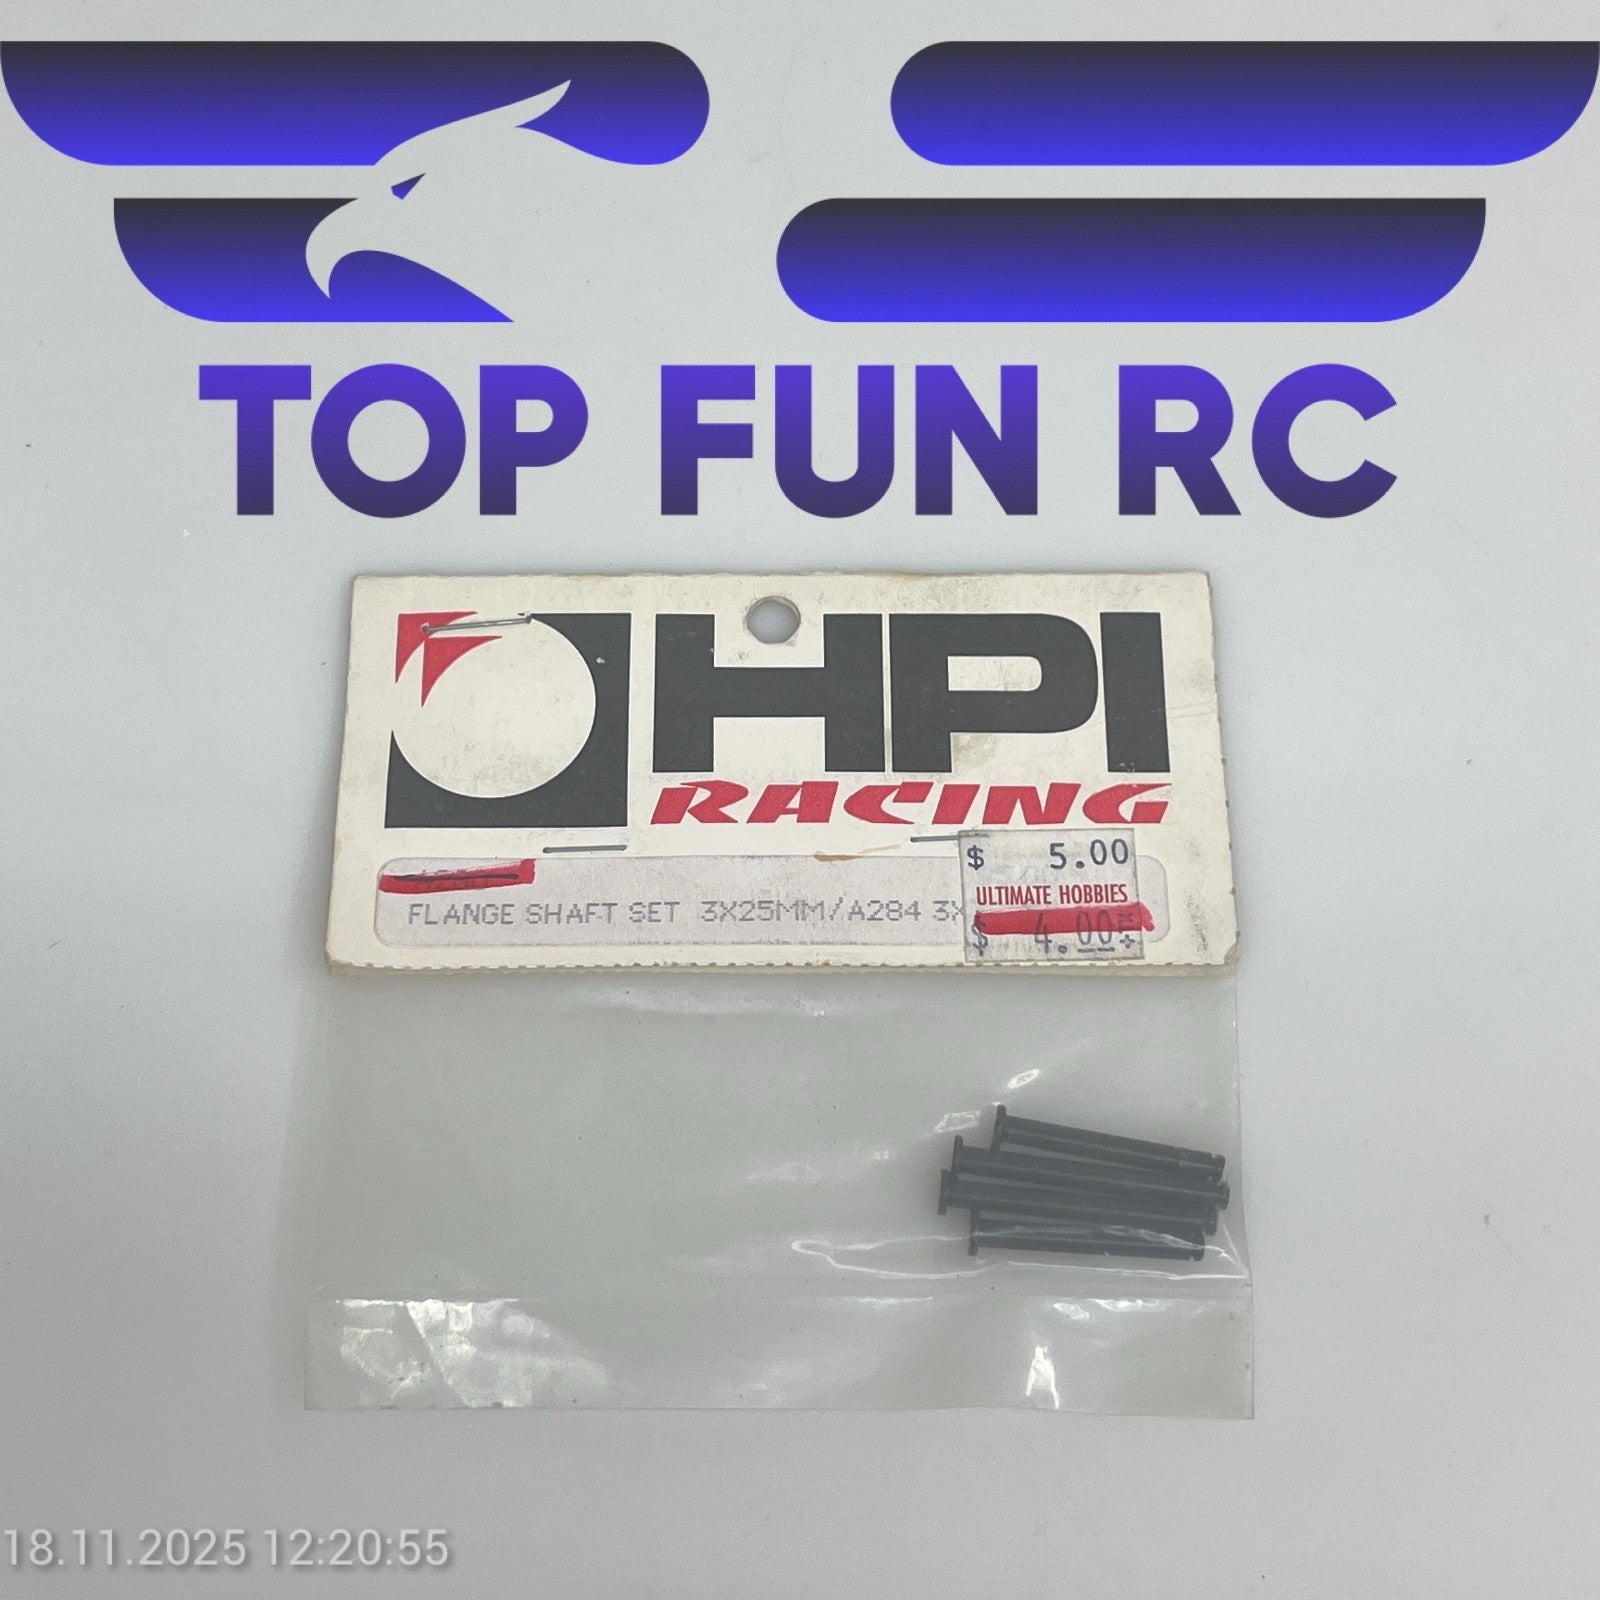 TOP FUN RC
HPI
RACING
$ 5.00
ULTIMATE HOBBIES
$ 4.00
FLANGE SHAFT SET 3X25MM/A284 3X
18.11.2025 12:20:55